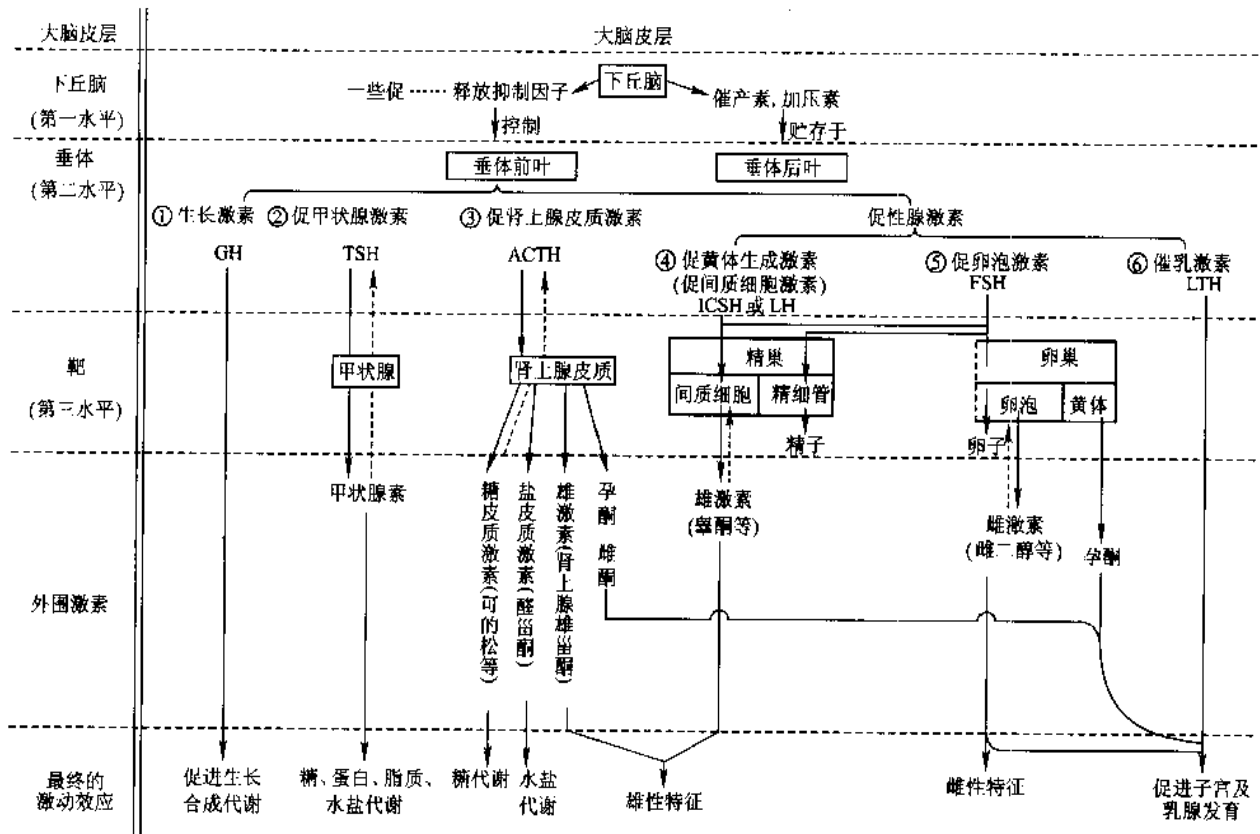 大脑皮层
大脑皮层
下丘脑
(第一水平)
下丘脑
一些促
释放抑制因子
催产素,加压素
控制
贮存于
垂体
(第二水平)
垂体前叶
垂体后叶
① 生长激素
② 促甲状腺激素
③ 促肾上腺皮质激素
促性腺激素
GH
TSH
ACTH
④ 促黄体生成激素
(促间质细胞激素)
ICSH 或 LH
⑤ 促卵泡激素
FSH
⑥ 催乳激素
LTH
靶
(第三水平)
甲状腺
肾上腺皮质
精巢
间质细胞
精细管
精子
卵巢
卵泡
黄体
卵子
外围激素
甲状腺素
糖皮质激素(可的松等)
盐皮质激素(醛甾酮)
雄激素(肾上腺雄甾酮)
孕酮 雌酮
雄激素
(睾酮等)
雌激素
(雌二醇等)
孕酮
最终的
激动效应
促进生长
合成代谢
糖、蛋白、脂质、
水盐代谢
糖代谢
水盐
代谢
雄性特征
雌性特征
促进子宫及
乳腺发育